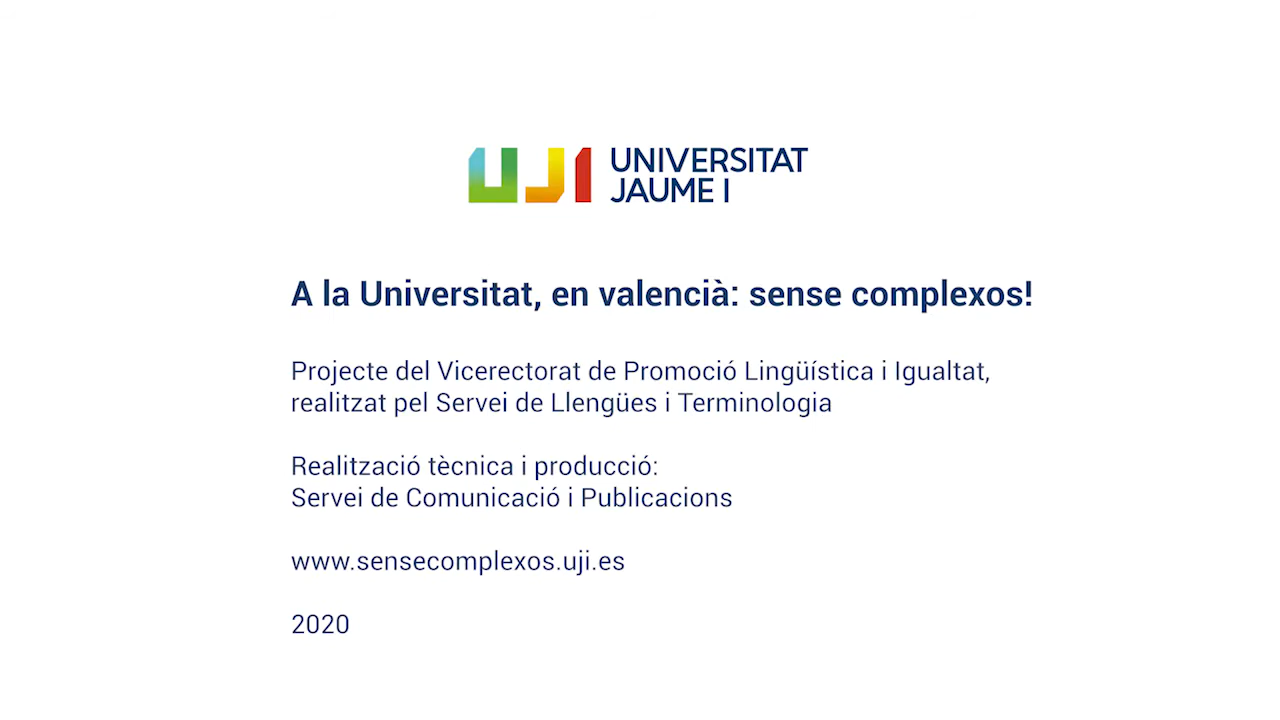 UJI UNIVERSITAT
JAUME I
A la Universitat, en valencià: sense complexos!
Projecte del Vicerectorat de Promoció Lingüística i Igualtat,
realitzat pel Servei de Llengües i Terminologia
Realització tècnica i producció:
Servei de Comunicació i Publicacions
www.sensecomplexos.uji.es
2020